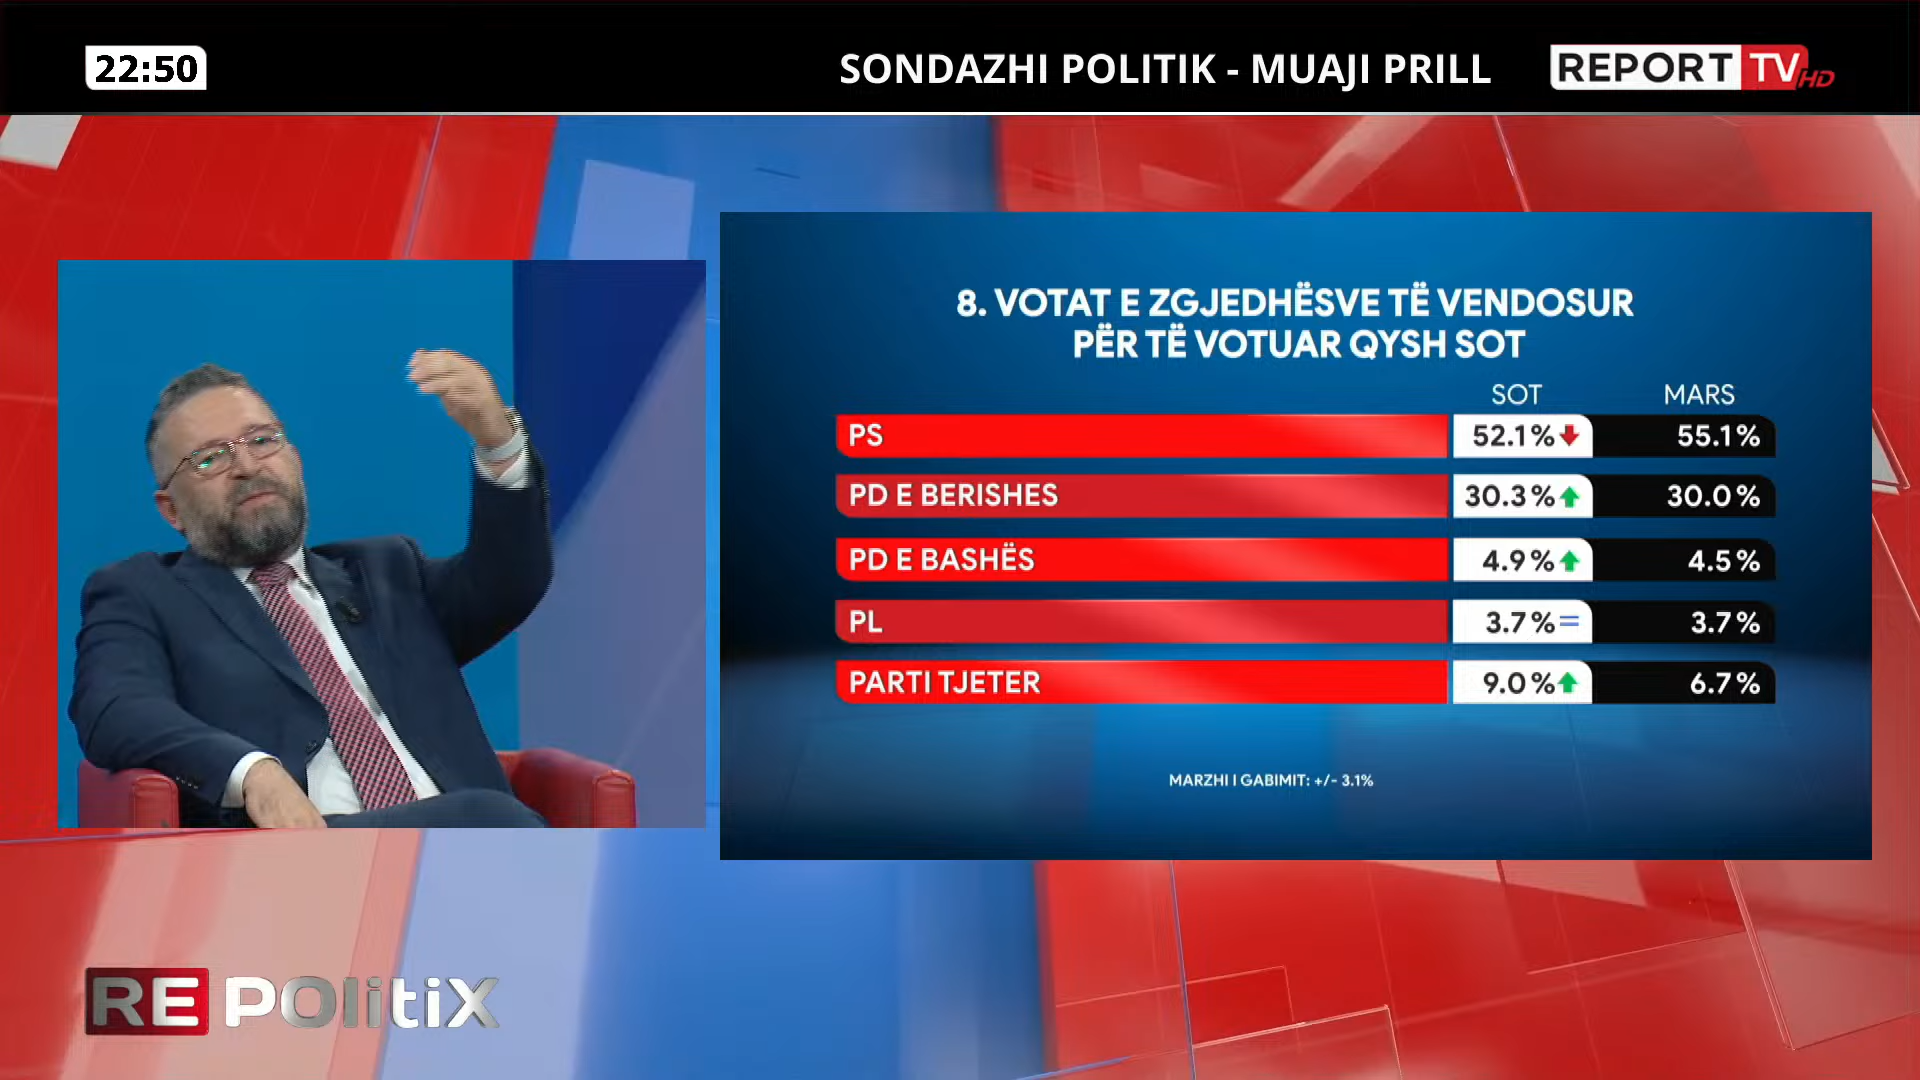 22:50
SONDAZHI POLITIK - MUAJI PRILL
REPORT TV HD
8. VOTAT E ZGJEDHËSVE TË VENDOSUR
PËR TË VOTUAR QYSH SOT
SOT MARS
PS 52.1% 55.1%
PD E BERISHES 30.3% 30.0%
PD E BASHËS 4.9% 4.5%
PL 3.7% = 3.7%
PARTI TJETER 9.0% 6.7%
MARZHI I GABIMIT: +/- 3.1%
RE POlitiX